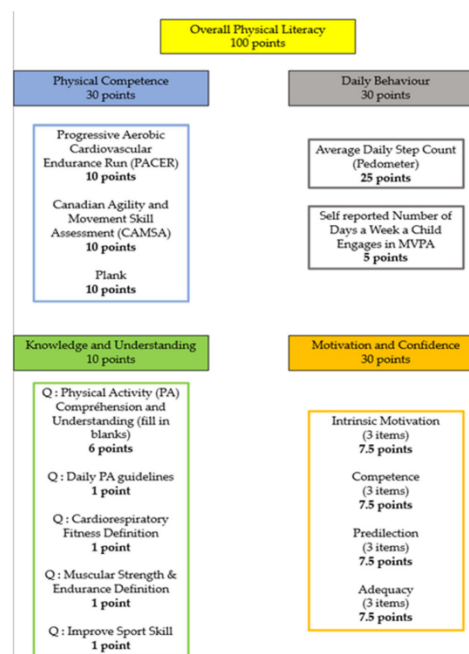 Overall Physical Literacy
100 points
Physical Competence
30 points
Progressive Aerobic
Cardiovascular
Endurance Run (PACER)
10 points
Canadian Agility and
Movement Skill
Assessment (CAMSA)
10 points
Plank
10 points
Daily Behaviour
30 points
Average Daily Step Count
(Pedometer)
25 points
Self reported Number of
Days a Week a Child
Engages in MVPA
5 points
Knowledge and Understanding
10 points
Q : Physical Activity (PA)
Compréhension and
Understanding (fill in
blanks)
6 points
Q : Daily PA guidelines
1 point
Q : Cardiorespiratory
Fitness Definition
1 point
Q : Muscular Strength &
Endurance Definition
1 point
Q : Improve Sport Skill
1 point
Motivation and Confidence
30 points
Intrinsic Motivation
(3 items)
7.5 points
Competence
(3 items)
7.5 points
Predilection
(3 items)
7.5 points
Adequacy
(3 items)
7.5 points